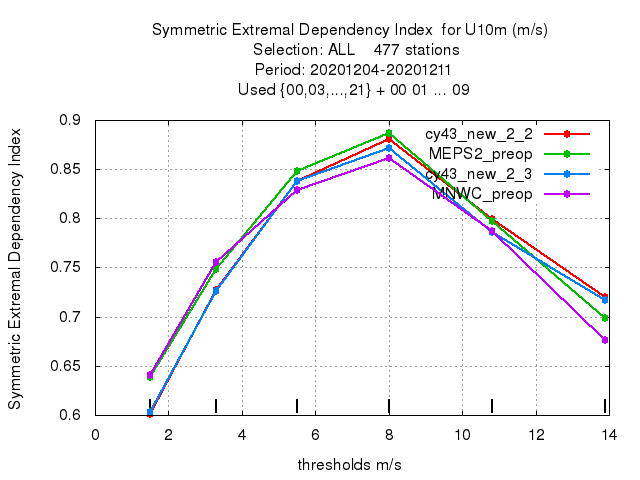 Symmetric Extremal Dependency Index  for U10m (m/s)
Selection: ALL    477 stations
Period: 20201204-20201211
Used {00,03,...,21} + 00 01 ... 09
Symmetric Extremal Dependency Index
0.9
0.85
0.8
0.75
0.7
0.65
0.6
cy43_new_2_2
MEPS2_preop
cy43_new_2_3
MNWC_preop
0 2 4 6 8 10 12 14
thresholds m/s